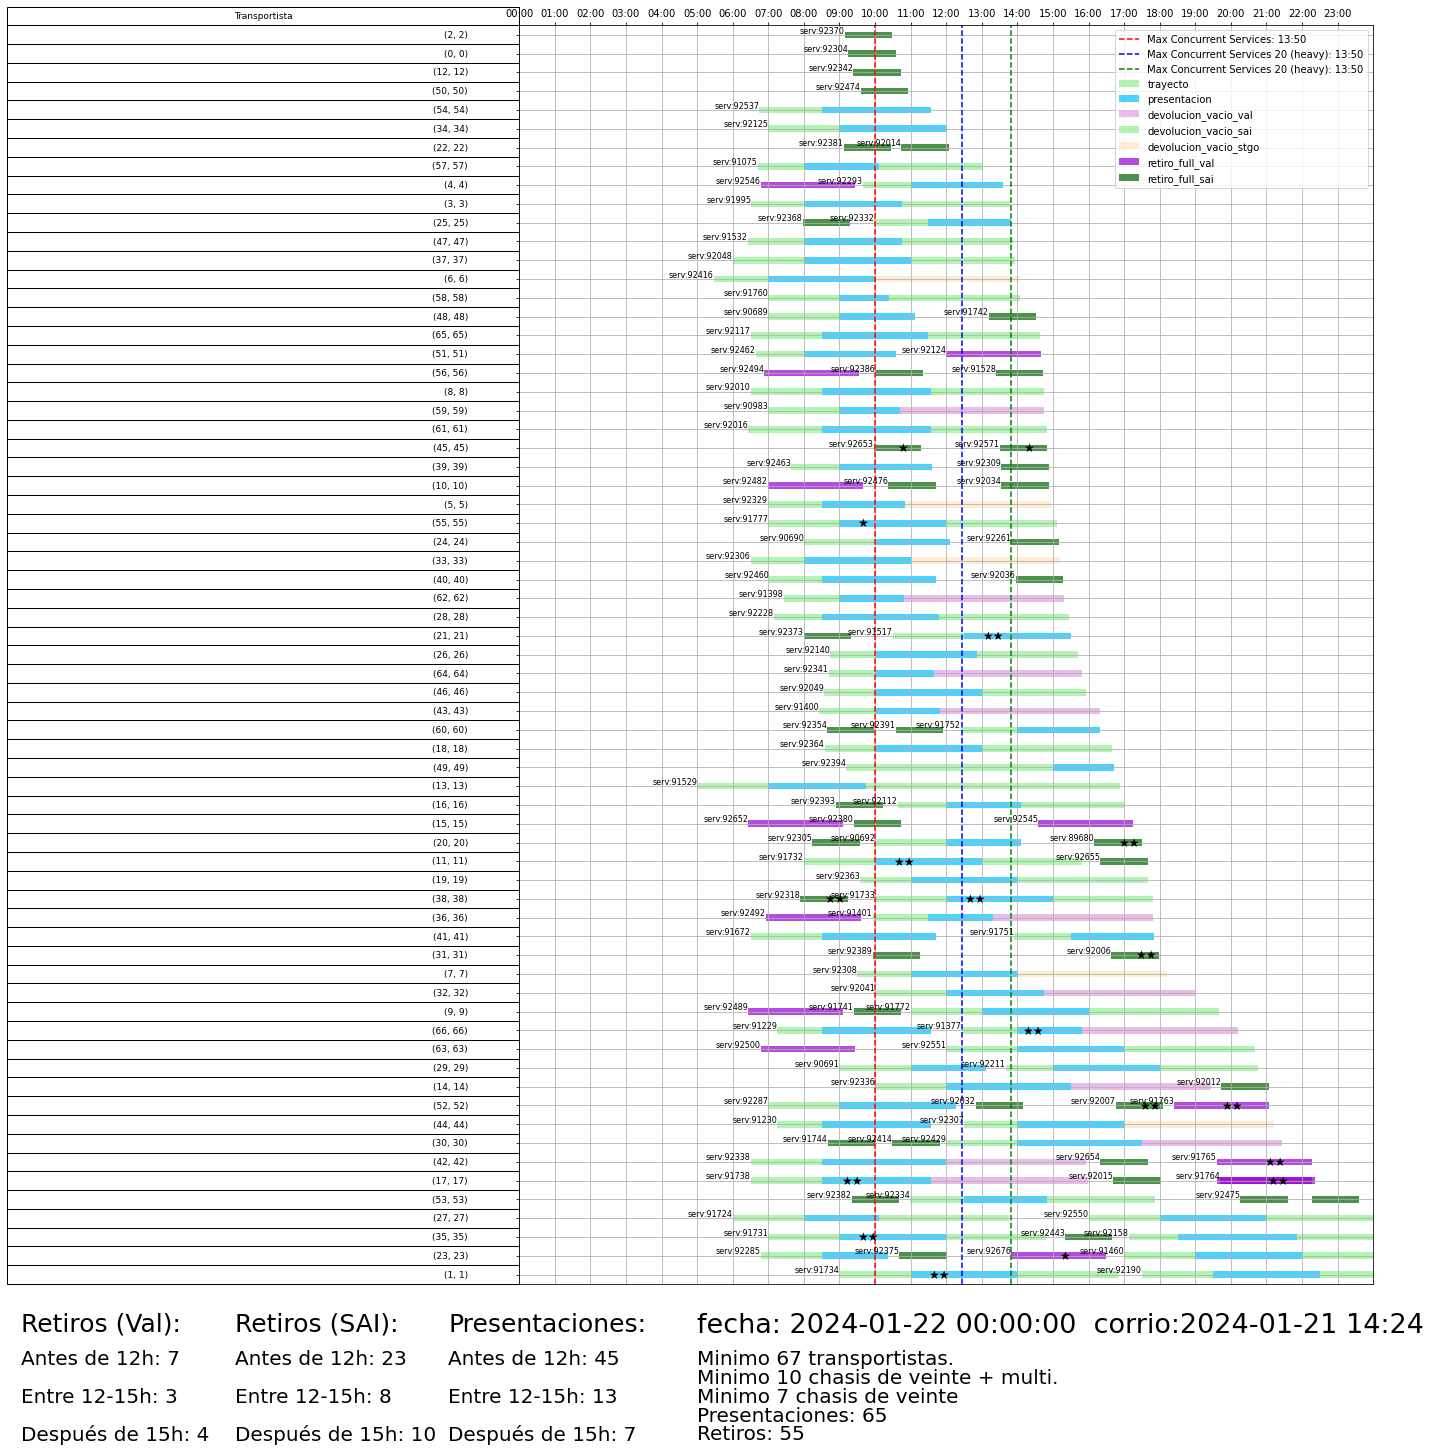 Transportista 00:00 01:00 02:00 03:00 04:00 05:00 06:00 07:00 08:00 09:00 10:00 11:00 12:00 13:00 14:00 15:00 16:00 17:00 18:00 19:00 20:00 21:00 22:00 23:00
Max Concurrent Services: 13:50
Max Concurrent Services 20 (heavy): 13:50
Max Concurrent Services 20 (heavy): 13:50
trayecto
presentacion
devolucion_vacio_val
devolucion_vacio_sai
devolucion_vacio_stgo
retiro_full_val
retiro_full_sai
(2, 2) serv:92370
(0, 0) serv:92304
(12, 12) serv:92342
(50, 50) serv:92474
(54, 54) serv:92537
(34, 34) serv:92125
(22, 22) serv:92381 serv:92014
(57, 57) serv:91075
(4, 4) serv:92546 serv:92293
(3, 3) serv:91995
(25, 25) serv:92368 serv:92332
(47, 47) serv:91532
(37, 37) serv:92048
(6, 6) serv:92416
(58, 58) serv:91760
(48, 48) serv:90689 serv:91742
(65, 65) serv:92117
(51, 51) serv:92462 serv:92124
(56, 56) serv:92494 serv:92386 serv:91528
(8, 8) serv:92010
(59, 59) serv:90983
(61, 61) serv:92016
(45, 45) serv:92653 serv:92571
(39, 39) serv:92463 serv:92309
(10, 10) serv:92482 serv:92476 serv:92034
(5, 5) serv:92329
(55, 55) serv:91777
(24, 24) serv:90690 serv:92261
(33, 33) serv:92306
(40, 40) serv:92460 serv:92036
(62, 62) serv:91398
(28, 28) serv:92228
(21, 21) serv:92373 serv:91517
(26, 26) serv:92140
(64, 64) serv:92341
(46, 46) serv:92049
(43, 43) serv:91400
(60, 60) serv:92354 serv:92391 serv:91752
(18, 18) serv:92364
(49, 49) serv:92394
(13, 13) serv:91529
(16, 16) serv:92393 serv:92112
(15, 15) serv:92652 serv:92380 serv:92545
(20, 20) serv:92305 serv:90692 serv:89680
(11, 11) serv:91732 serv:92655
(19, 19) serv:92363
(38, 38) serv:92318 serv:91733
(36, 36) serv:92492 serv:91401
(41, 41) serv:91672 serv:91751
(31, 31) serv:92389 serv:92006
(7, 7) serv:92308
(32, 32) serv:92041
(9, 9) serv:92489 serv:91741 serv:91772
(66, 66) serv:91229 serv:91377
(63, 63) serv:92500 serv:92551
(29, 29) serv:90691 serv:92211
(14, 14) serv:92336 serv:92012
(52, 52) serv:92287 serv:92032 serv:92007 serv:91763
(44, 44) serv:91230 serv:92307
(30, 30) serv:91744 serv:92414 serv:92429
(42, 42) serv:92338 serv:92654 serv:91765
(17, 17) serv:91738 serv:92015 serv:91764
(53, 53) serv:92382 serv:92334 serv:92475
(27, 27) serv:91724 serv:92550
(35, 35) serv:91731 serv:92443 serv:92158
(23, 23) serv:92285 serv:92375 serv:92676 serv:91460
(1, 1) serv:91734 serv:92190
Retiros (Val): Retiros (SAI): Presentaciones: fecha: 2024-01-22 00:00:00 corrio:2024-01-21 14:24
Antes de 12h: 7 Antes de 12h: 23 Antes de 12h: 45 Minimo 67 transportistas.
Minimo 10 chasis de veinte + multi.
Entre 12-15h: 3 Entre 12-15h: 8 Entre 12-15h: 13 Minimo 7 chasis de veinte
Presentaciones: 65
Después de 15h: 4 Después de 15h: 10 Después de 15h: 7 Retiros: 55